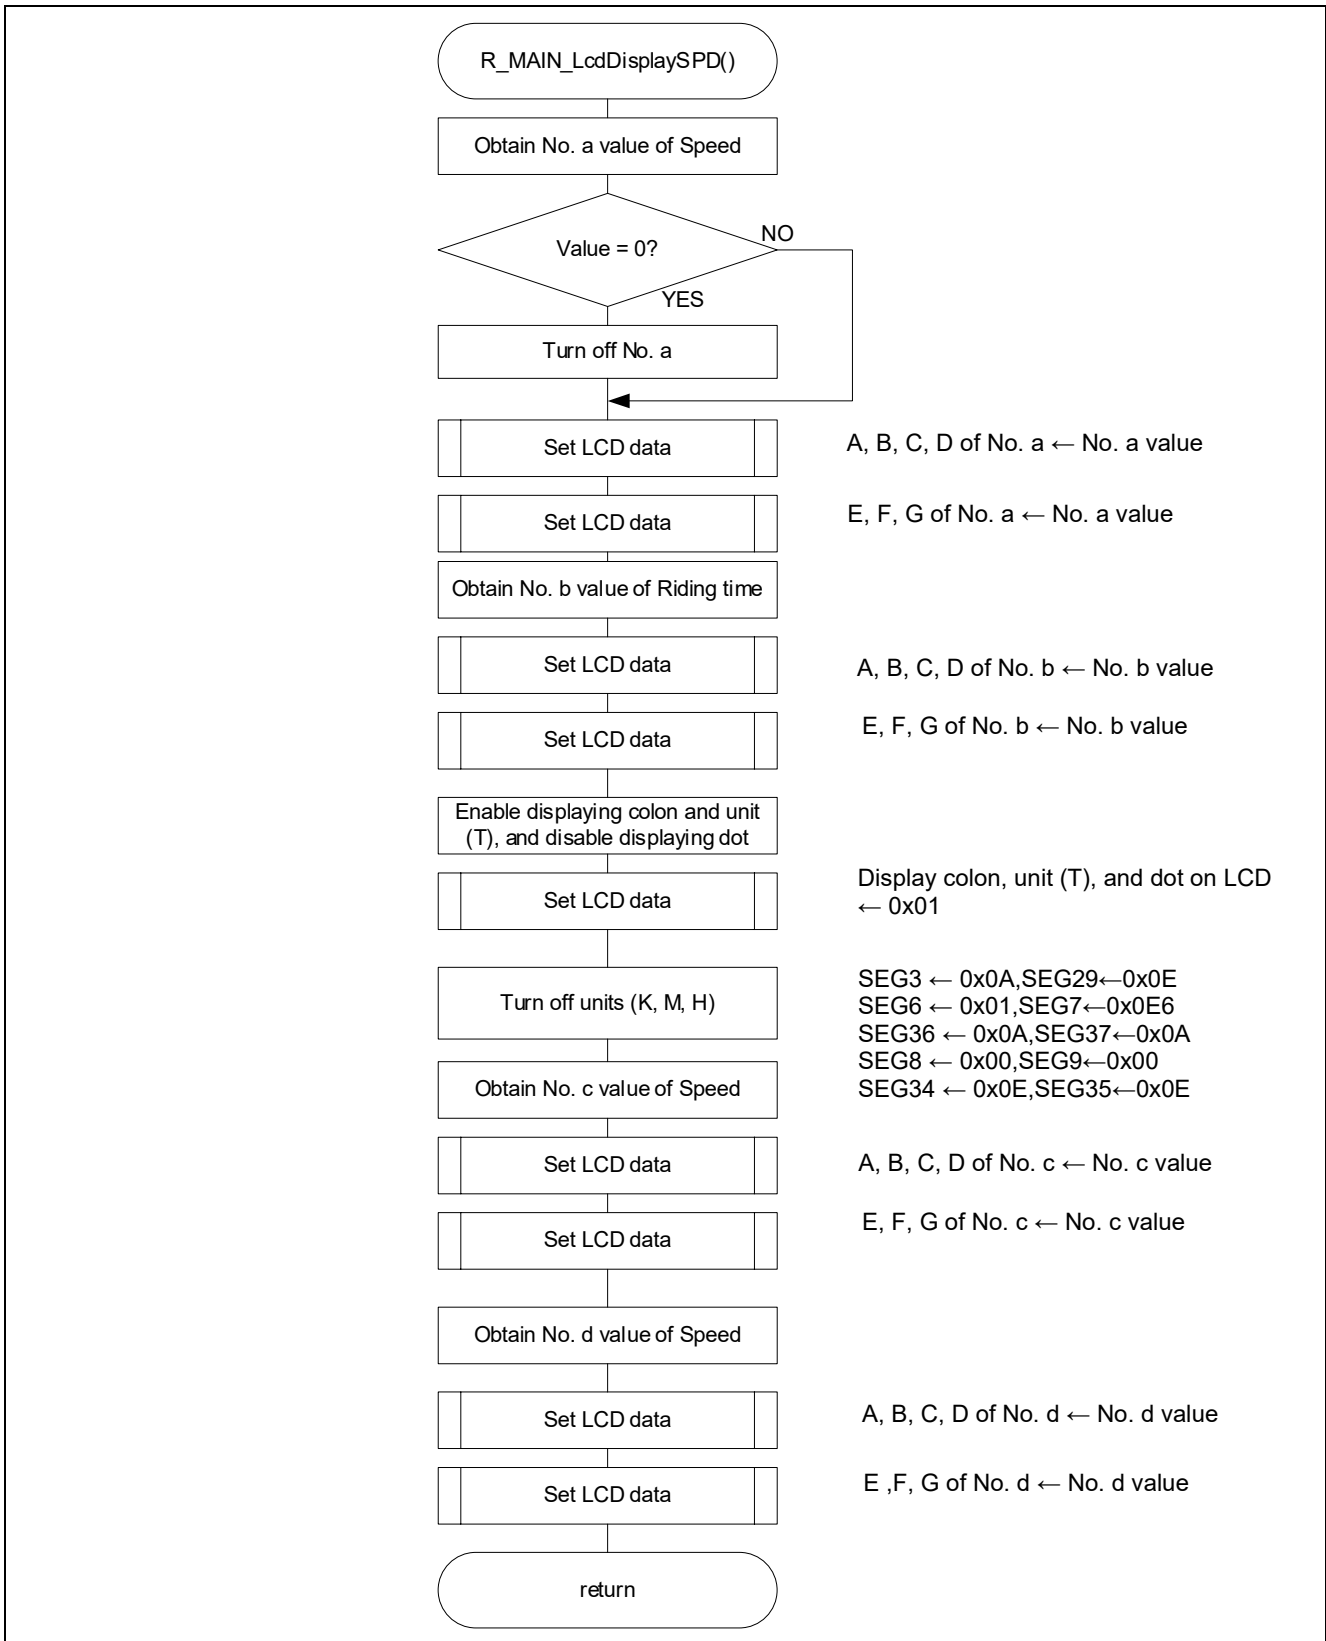 R_MAIN_LcdDisplaySPD()
Obtain No. a value of Speed
Value = 0?
NO
YES
Turn off No. a
Set LCD data
A, B, C, D of No. a ← No. a value
Set LCD data
E, F, G of No. a ← No. a value
Obtain No. b value of Riding time
Set LCD data
A, B, C, D of No. b ← No. b value
Set LCD data
E, F, G of No. b ← No. b value
Enable displaying colon and unit
(T), and disable displaying dot
Set LCD data
Display colon, unit (T), and dot on LCD
← 0x01
Turn off units (K, M, H)
SEG3 ← 0x0A,SEG29←0x0E
SEG6 ← 0x01,SEG7←0x0E6
SEG36 ← 0x0A,SEG37←0x0A
SEG8 ← 0x00,SEG9←0x00
SEG34 ← 0x0E,SEG35←0x0E
Obtain No. c value of Speed
Set LCD data
A, B, C, D of No. c ← No. c value
Set LCD data
E, F, G of No. c ← No. c value
Obtain No. d value of Speed
Set LCD data
A, B, C, D of No. d ← No. d value
Set LCD data
E ,F, G of No. d ← No. d value
return